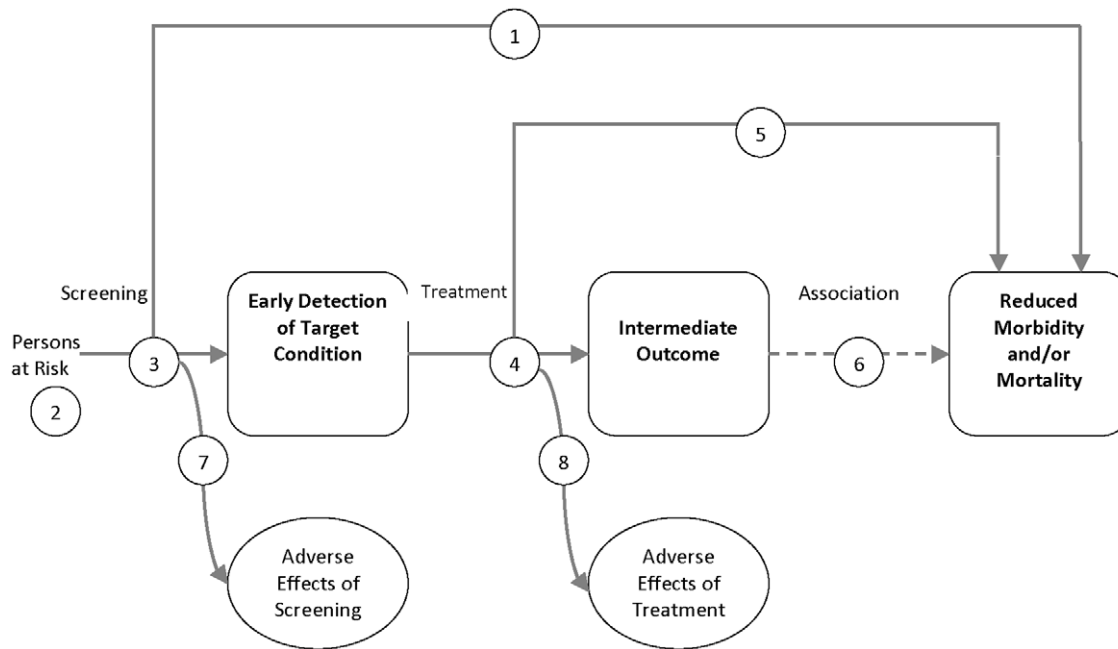 1
5
Screening
Early Detection
of Target
Condition
Treatment
Intermediate
Outcome
Association
Reduced
Morbidity
and/or
Mortality
Persons
at Risk
2
3
4
6
7
8
Adverse
Effects of
Screening
Adverse
Effects of
Treatment